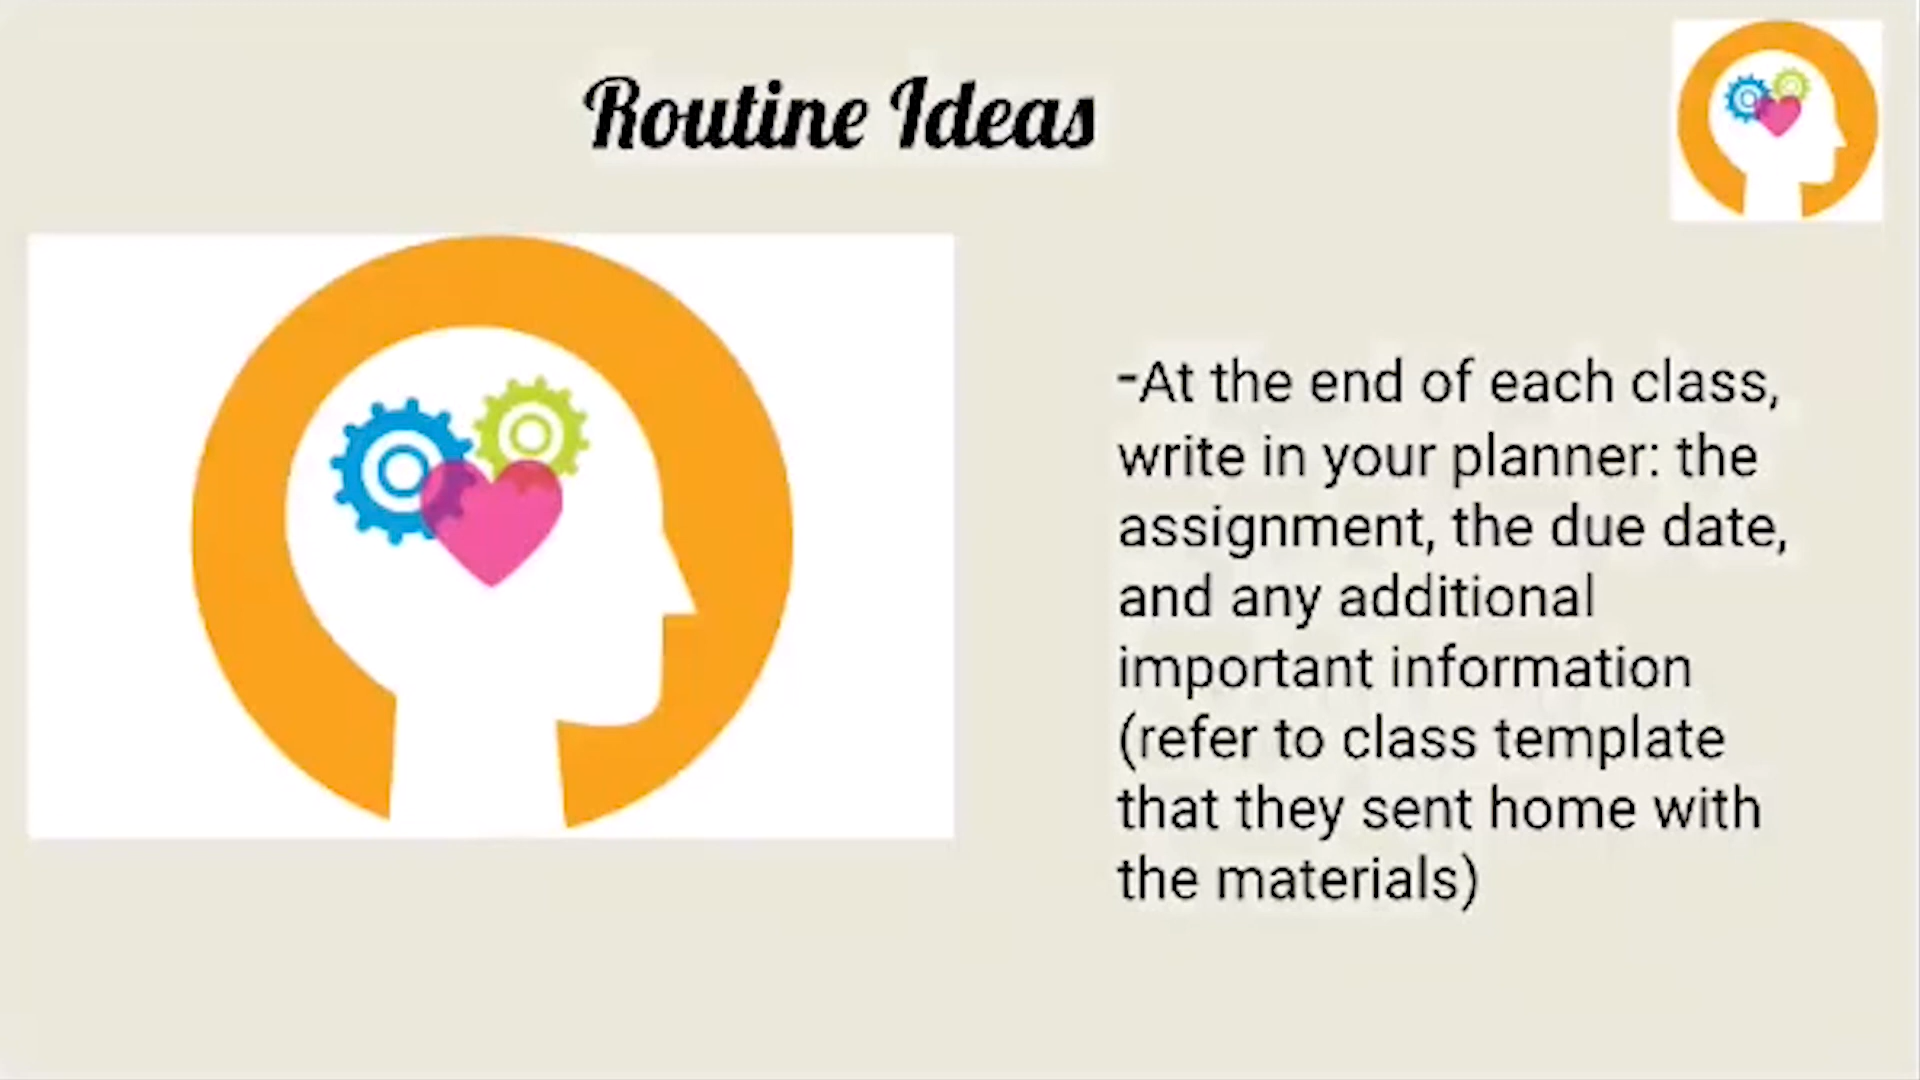 Routine Ideas
-At the end of each class,
write in your planner: the
assignment, the due date,
and any additional
important information
(refer to class template
that they sent home with
the materials)